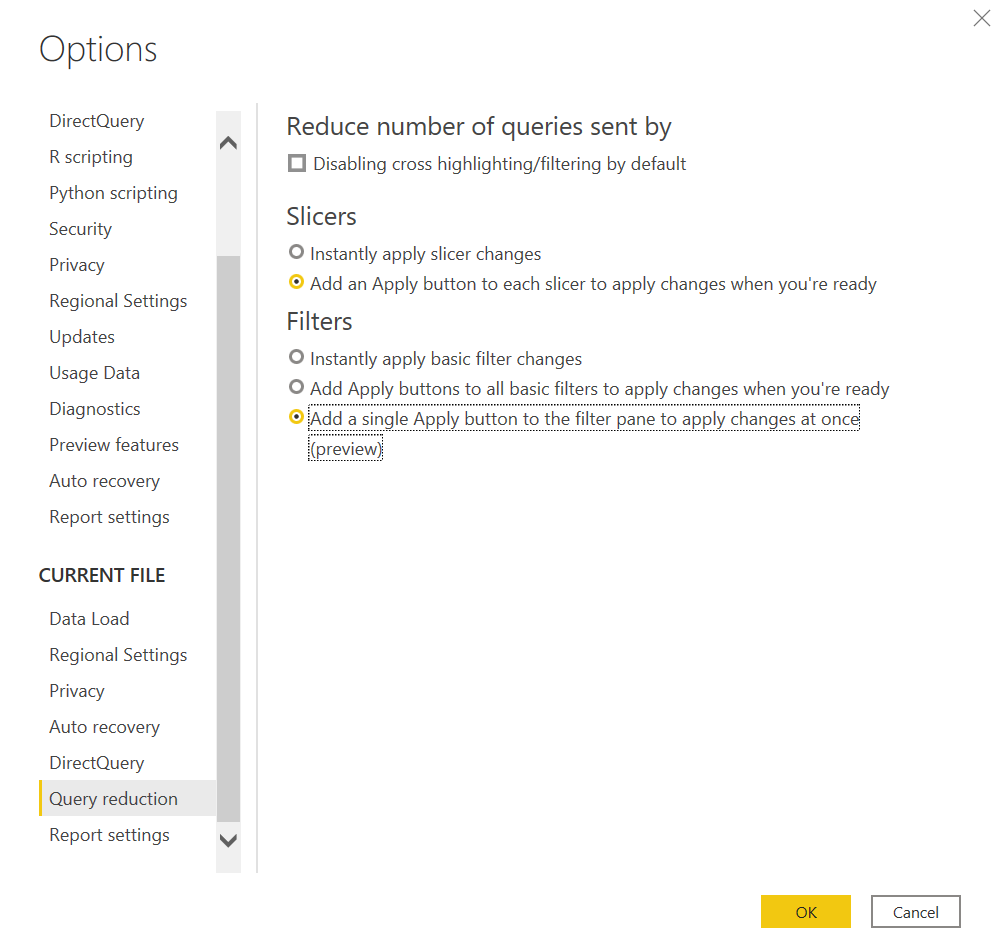 Options
DirectQuery
R scripting
Python scripting
Security
Privacy
Regional Settings
Updates
Usage Data
Diagnostics
Preview features
Auto recovery
Report settings
CURRENT FILE
Data Load
Regional Settings
Privacy
Auto recovery
DirectQuery
Query reduction
Report settings
Reduce number of queries sent by
Disabling cross highlighting/filtering by default
Slicers
Instantly apply slicer changes
Add an Apply button to each slicer to apply changes when you're ready
Filters
Instantly apply basic filter changes
Add Apply buttons to all basic filters to apply changes when you're ready
Add a single Apply button to the filter pane to apply changes at once
(preview)
OK
Cancel